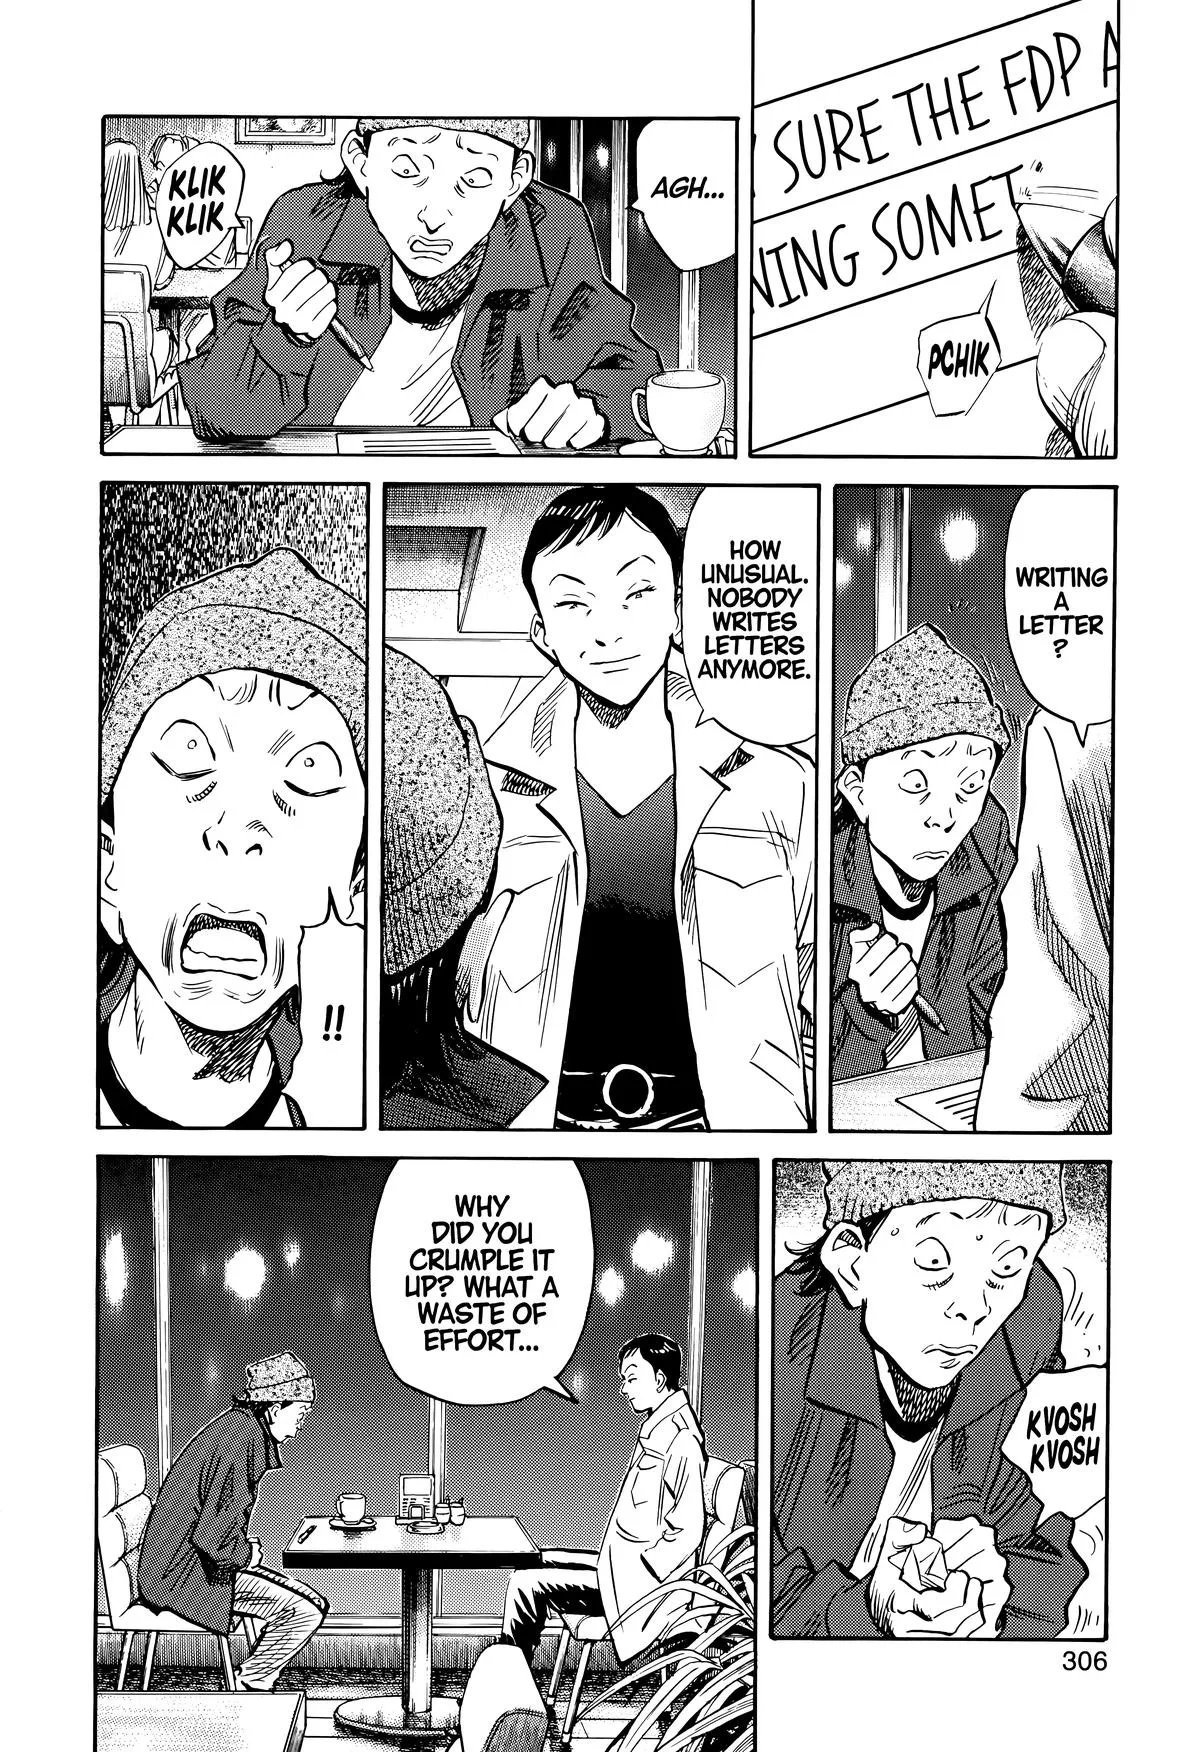 SURE THE FDP A
NING SOMET
PCHIK
AGH...
KLIK
KLIK
WRITING
A
LETTER
?
HOW
UNUSUAL.
NOBODY
WRITES
LETTERS
ANYMORE.
!!
KVOSH
KVOSH
WHY
DID YOU
CRUMPLE IT
UP? WHAT A
WASTE OF
EFFORT...
306